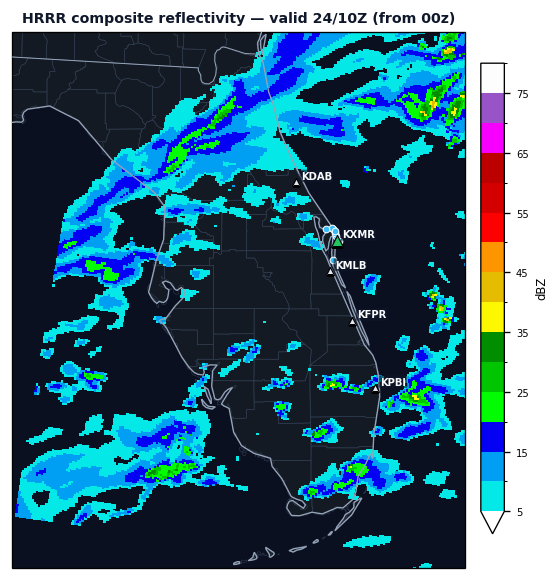 HRRR composite reflectivity — valid 24/10Z (from 00z)
KDAB
KXMR
KMLB
KFPR
KPBI
75
65
55
45
35
25
15
5
dBZ